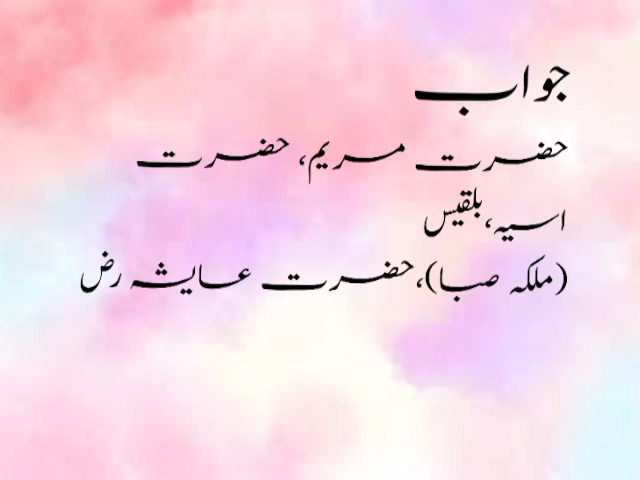 جواب
حضرت مریم، حضرت
اسیہ،بلقیس
(ملکہ صبا)،حضرت عایشہ رض